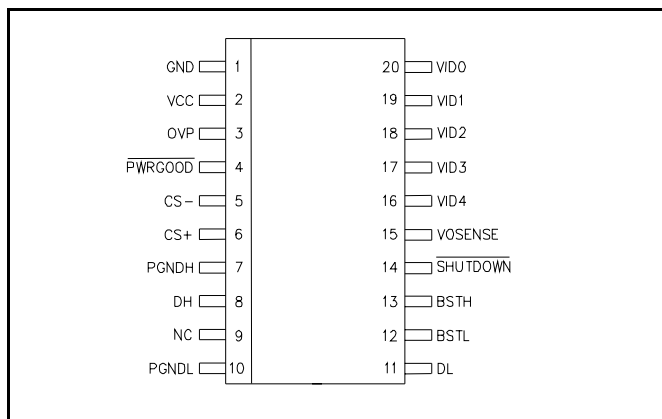 GND 1 20 VID0
VCC 2 19 VID1
OVP 3 18 VID2
PWRGOOD 4 17 VID3
CS- 5 16 VID4
CS+ 6 15 VOSENSE
PGNDH 7 14 SHUTDOWN
DH 8 13 BSTH
NC 9 12 BSTL
PGNDL 10 11 DL